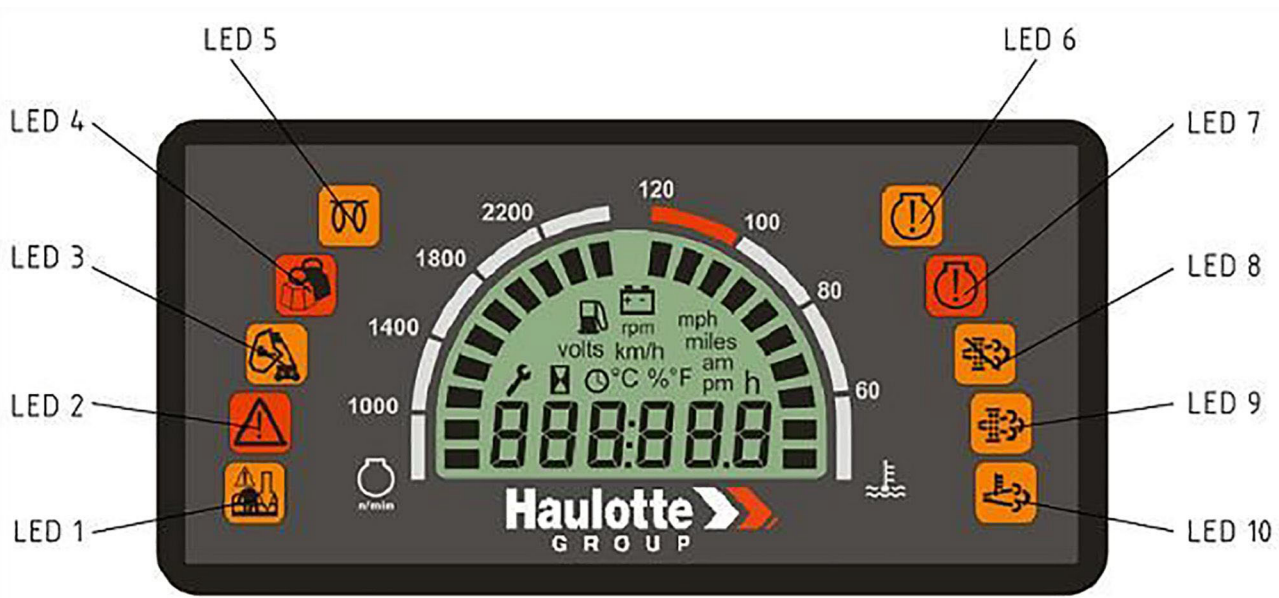 LED 5
LED 6
LED 4
LED 7
LED 3
LED 8
LED 2
LED 9
LED 1
LED 10
2200
1800
1400
1000
n/min
120
100
80
60
rpm
mph
volts km/h
miles
am
°C %°F pm h
888:88.8
Haulotte
GROUP